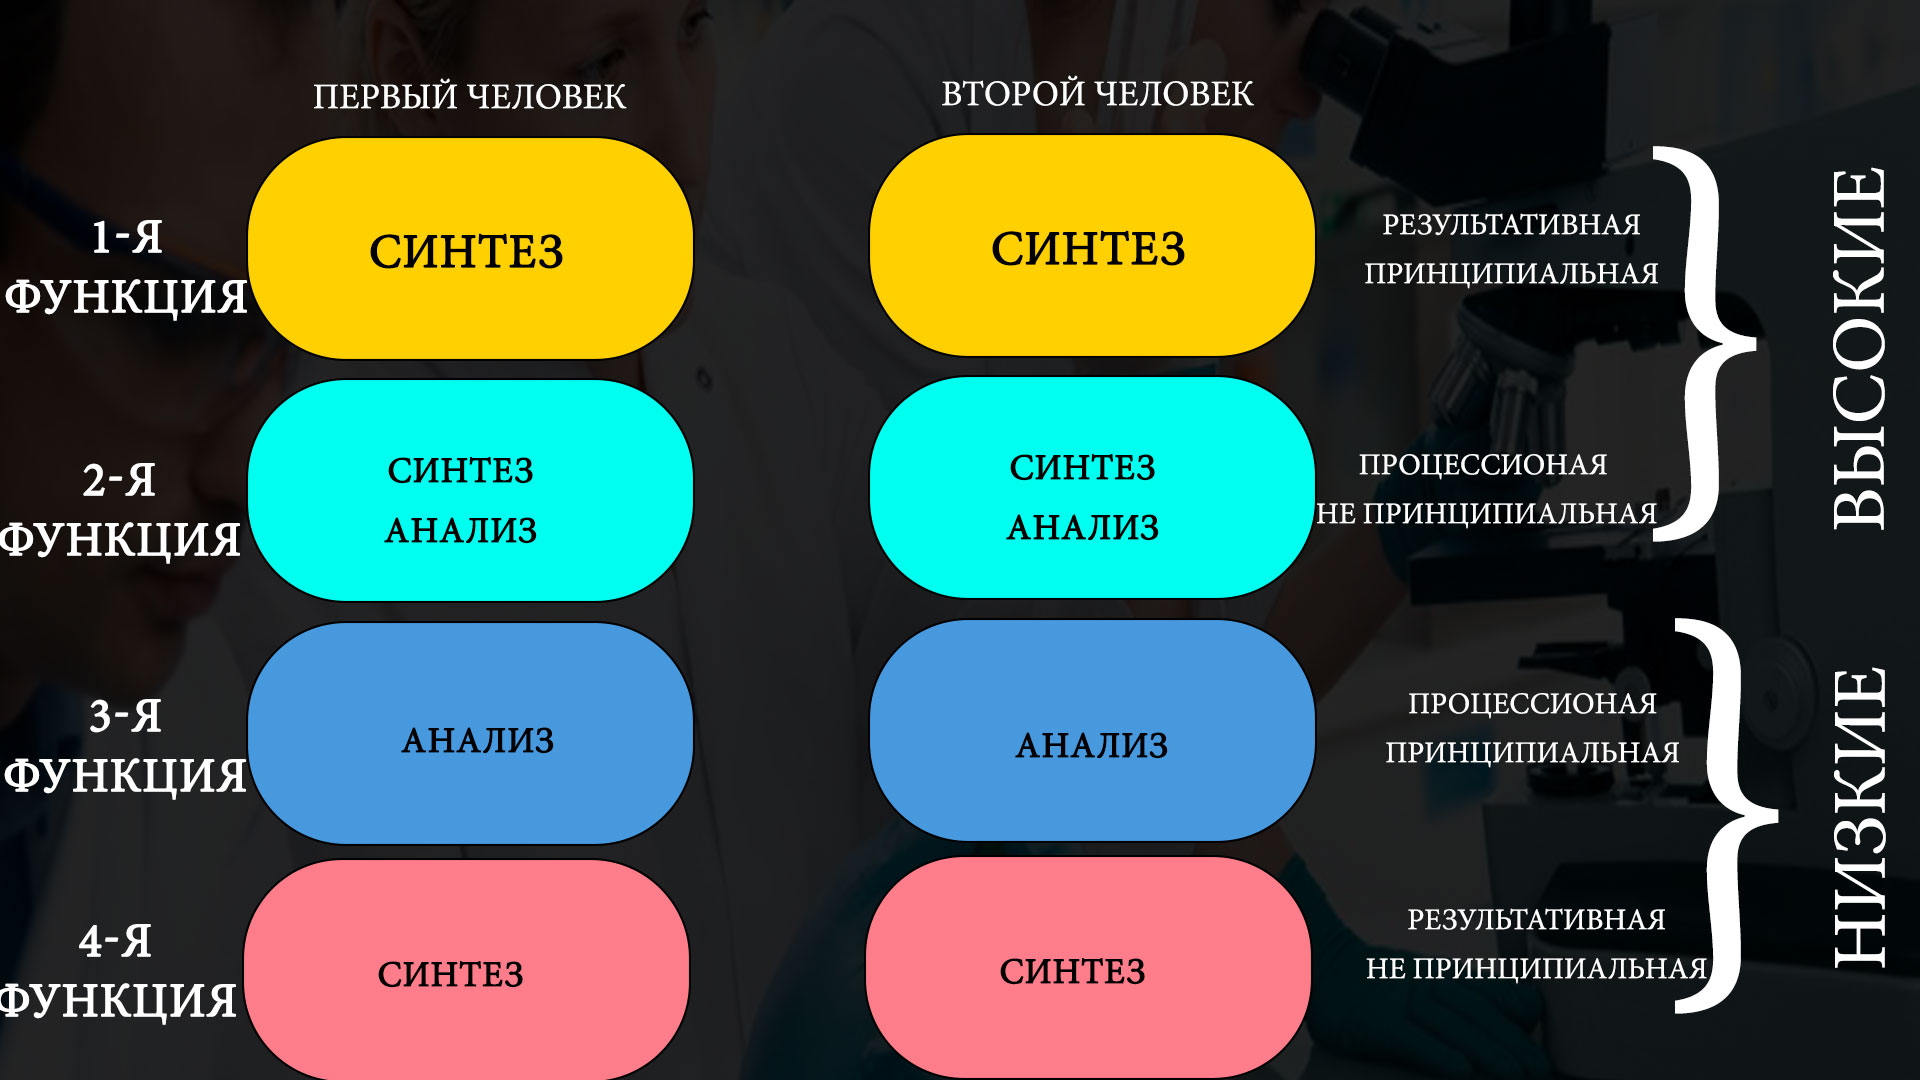 ПЕРВЫЙ ЧЕЛОВЕК
ВТОРОЙ ЧЕЛОВЕК
1-Я
ФУНКЦИЯ
СИНТЕЗ
СИНТЕЗ
РЕЗУЛЬТАТИВНАЯ
ПРИНЦИПИАЛЬНАЯ
2-Я
ФУНКЦИЯ
СИНТЕЗ
АНАЛИЗ
СИНТЕЗ
АНАЛИЗ
ПРОЦЕССИОНАЯ
НЕ ПРИНЦИПИАЛЬНАЯ
ВЫСОКИЕ
3-Я
ФУНКЦИЯ
АНАЛИЗ
АНАЛИЗ
ПРОЦЕССИОНАЯ
ПРИНЦИПИАЛЬНАЯ
4-Я
ФУНКЦИЯ
СИНТЕЗ
СИНТЕЗ
РЕЗУЛЬТАТИВНАЯ
НЕ ПРИНЦИПИАЛЬНАЯ
НИЗКИЕ